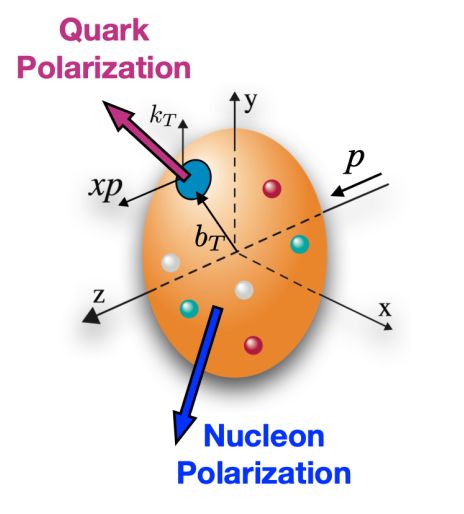 Quark
Polarization
k_T
y
p
xp
b_T
z
x
Nucleon
Polarization